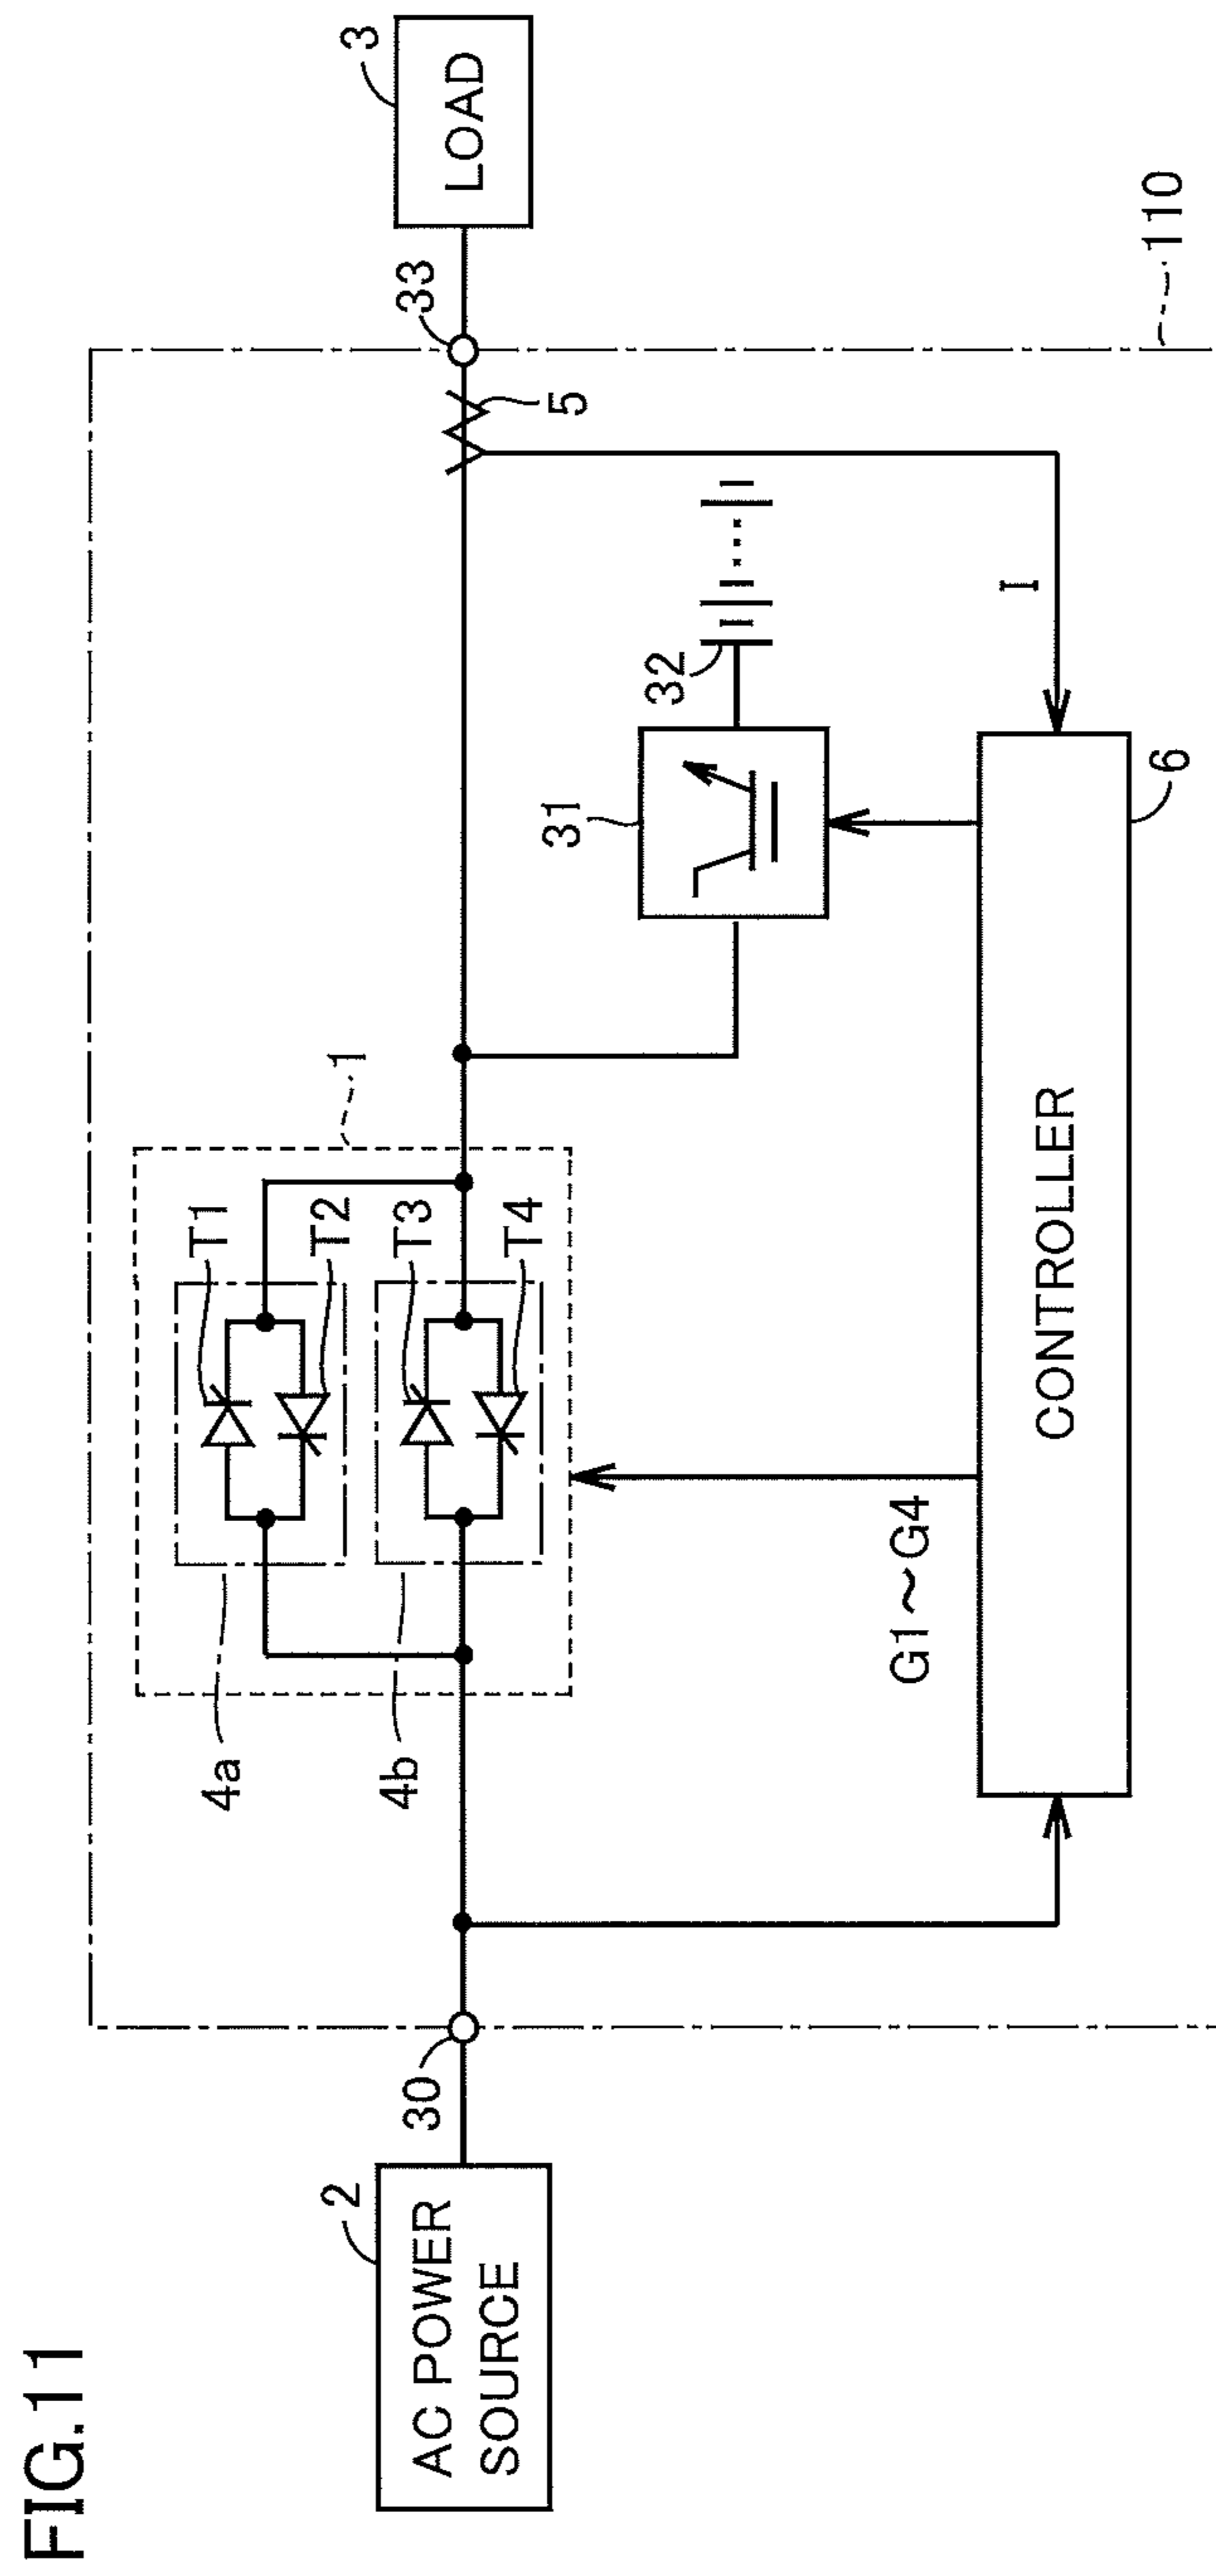 FIG.11
110
1
T1
T2
4a
T3
T4
4b
2
AC POWER
SOURCE
30
33
3
LOAD
5
31
32
G1～G4
I
CONTROLLER
6